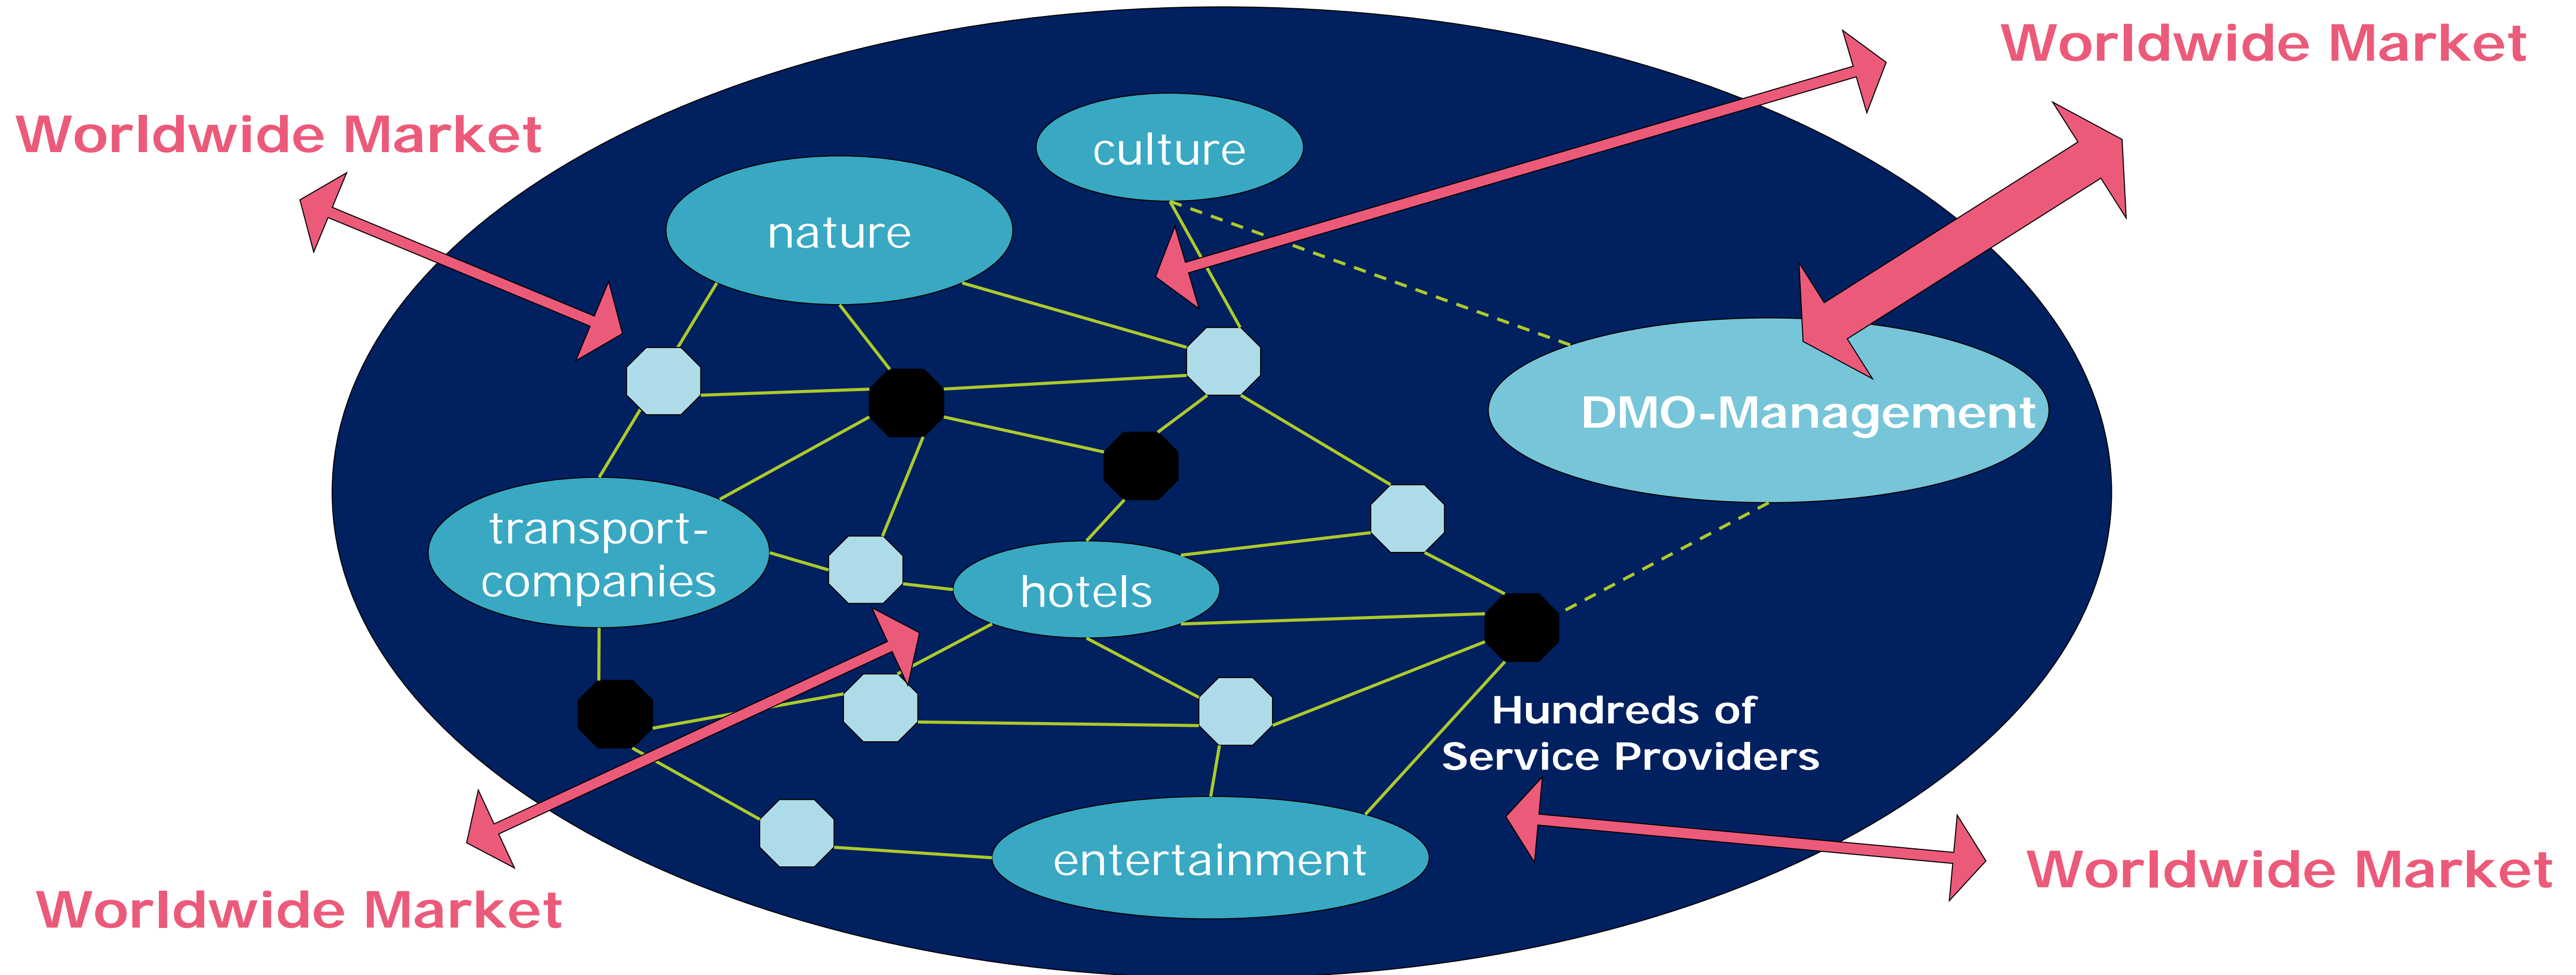 Worldwide Market
Worldwide Market
culture
nature
DMO-Management
transport-
companies
hotels
Hundreds of
Service Providers
entertainment
Worldwide Market
Worldwide Market